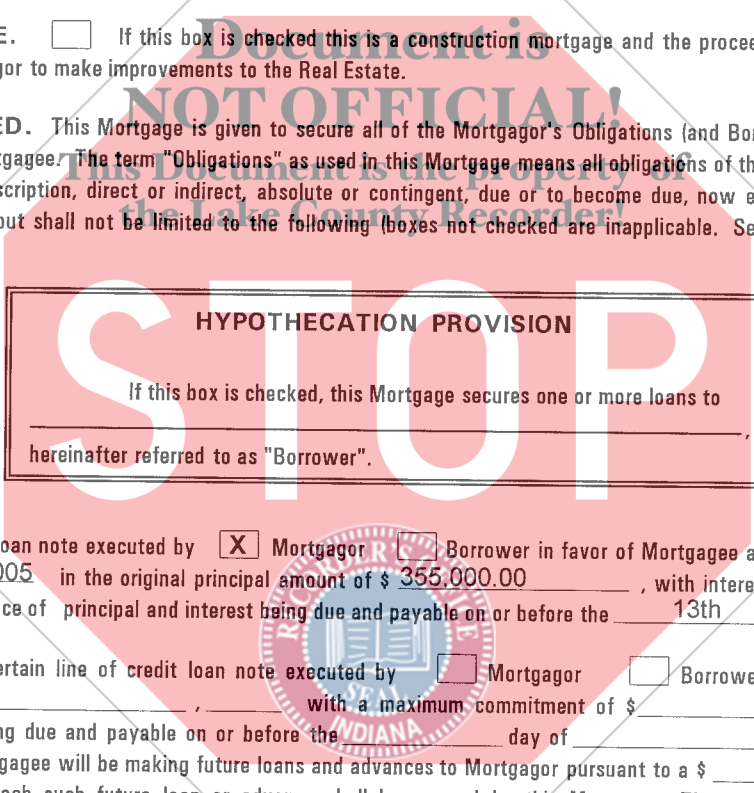 E. If this box is checked this is a construction mortgage and the procee
gor to make improvements to the Real Estate.
Document is
NOT OFFICIAL!
This Document is the property of
the Lake County Recorder!
ED. This Mortgage is given to secure all of the Mortgagor's Obligations (and Bor
tgagee. The term "Obligations" as used in this Mortgage means all obligations of th
scription, direct or indirect, absolute or contingent, due or to become due, now e
out shall not be limited to the following (boxes not checked are inapplicable. Se
STOP
HYPOTHECATION PROVISION
If this box is checked, this Mortgage secures one or more loans to
,
hereinafter referred to as "Borrower".
oan note executed by X Mortgagor Borrower in favor of Mortgagee a
005 in the original principal amount of $ 355,000.00 , with intere
ce of principal and interest being due and payable on or before the 13th
ertain line of credit loan note executed by Mortgagor Borrowe
, with a maximum commitment of $
ng due and payable on or before the day of
gagee will be making future loans and advances to Mortgagor pursuant to a $
SEAL
INDIANA